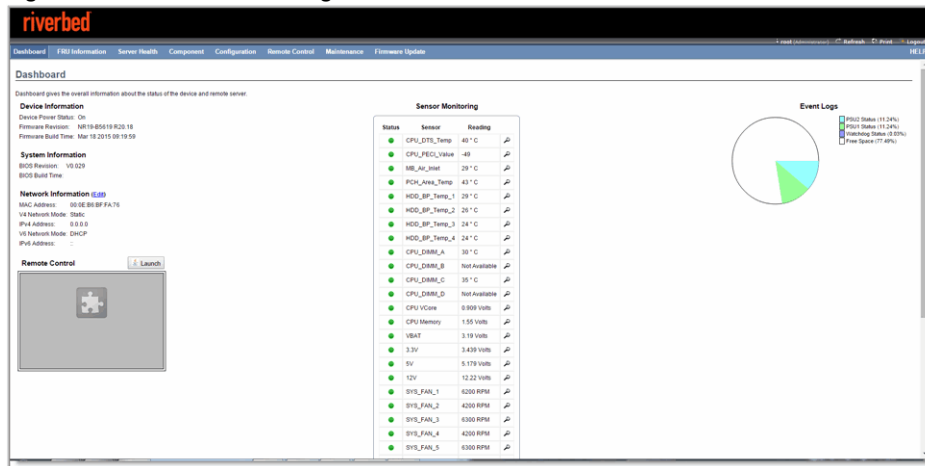 riverbed
root (Administrator) Refresh Print Logout
Dashboard FRU Information Server Health Component Configuration Remote Control Maintenance Firmware Update HELP
Dashboard
Dashboard gives the overall information about the status of the device and remote server.
Device Information
Device Power Status: On
Firmware Revision: NR19-B5619 R20.18
Firmware Build Time: Mar 18 2015 09:19:59
System Information
BIOS Revision: V0.029
BIOS Build Time:
Network Information (Edit)
MAC Address: 00:0E:B6:BF:FA:76
V4 Network Mode: Static
IPv4 Address: 0.0.0.0
V6 Network Mode: DHCP
IPv6 Address: ::
Remote Control Launch
Sensor Monitoring
Status Sensor Reading
CPU_DTS_Temp 40 ° C
CPU_PECI_Value -49
MB_Air_Inlet 29 ° C
PCH_Area_Temp 43 ° C
HDD_BP_Temp_1 29 ° C
HDD_BP_Temp_2 26 ° C
HDD_BP_Temp_3 24 ° C
HDD_BP_Temp_4 24 ° C
CPU_DIMM_A 30 ° C
CPU_DIMM_B Not Available
CPU_DIMM_C 35 ° C
CPU_DIMM_D Not Available
CPU VCore 0.909 Volts
CPU Memory 1.55 Volts
VBAT 3.19 Volts
3.3V 3.439 Volts
5V 5.179 Volts
12V 12.22 Volts
SYS_FAN_1 6200 RPM
SYS_FAN_2 4200 RPM
SYS_FAN_3 6300 RPM
SYS_FAN_4 4200 RPM
SYS_FAN_5 6300 RPM
Event Logs
PSU2 Status (11.24%)
PSU1 Status (11.24%)
Watchdog Status (0.03%)
Free Space (77.49%)